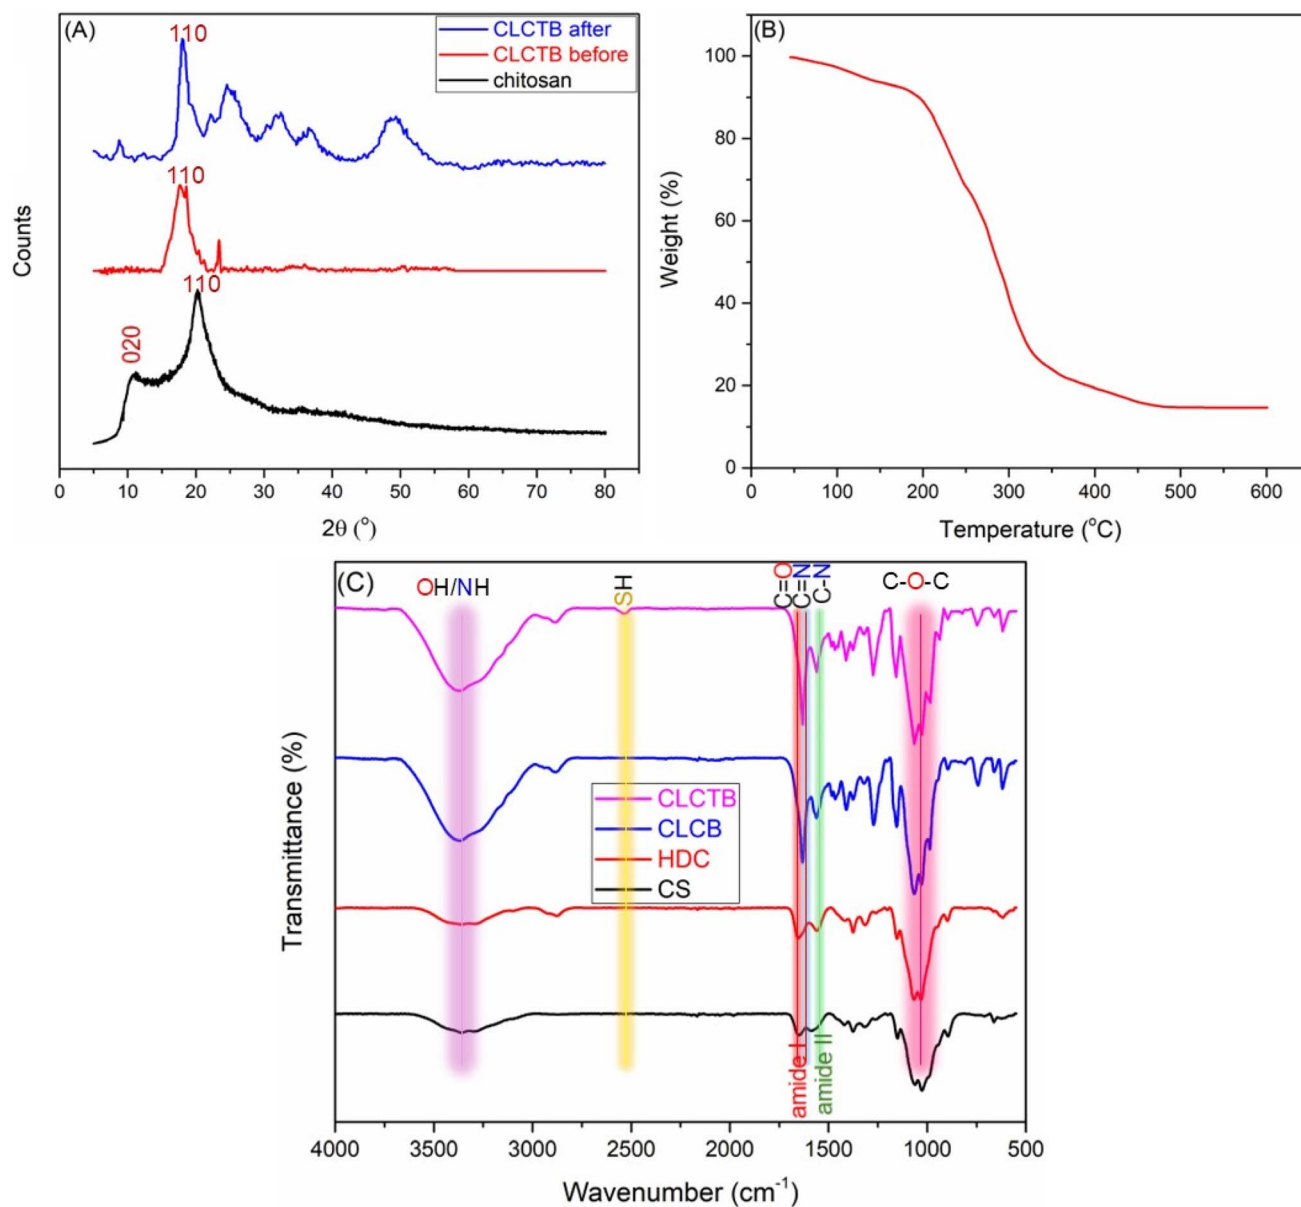 (A)
110
CLCTB after
CLCTB before
chitosan
110
110
020
Counts
0 10 20 30 40 50 60 70 80
2θ (°)
(B)
100
80
60
40
20
0
Weight (%)
0 100 200 300 400 500 600
Temperature (°C)
(C)
OH/NH
SH
C=O
C=N
C-N
C-O-C
CLCTB
CLCB
HDC
CS
amide I
amide II
Transmittance (%)
4000 3500 3000 2500 2000 1500 1000 500
Wavenumber (cm⁻¹)